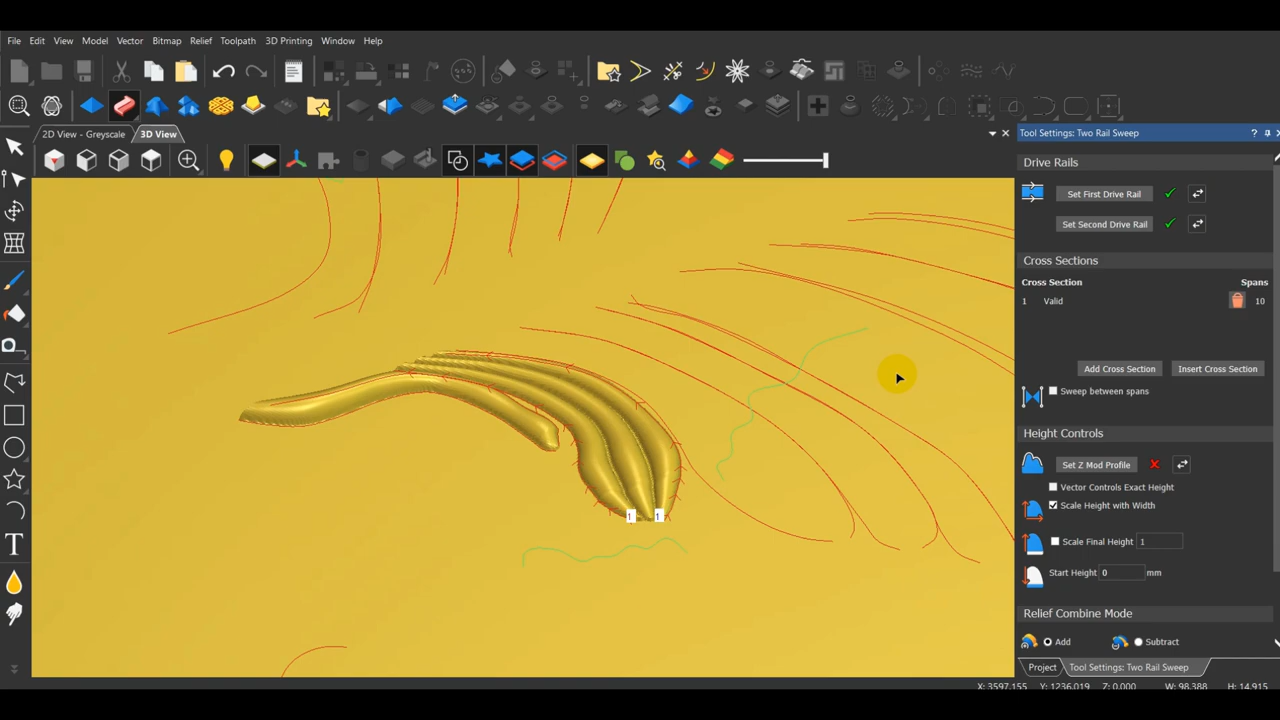 File Edit View Model Vector Bitmap Relief Toolpath 3D Printing Window Help
2D View - Greyscale 3D View
Tool Settings: Two Rail Sweep ?
Drive Rails
Set First Drive Rail
Set Second Drive Rail
Cross Sections
Cross Section Spans
1 Valid 10
Add Cross Section Insert Cross Section
Sweep between spans
Height Controls
Set Z Mod Profile
Vector Controls Exact Height
Scale Height with Width
Scale Final Height 1
Start Height 0 mm
Relief Combine Mode
Add Subtract
Project Tool Settings: Two Rail Sweep
X: 3597.155 Y: 1236.019 Z: 0.000 W: 98.388 H: 14.915
T
1 1